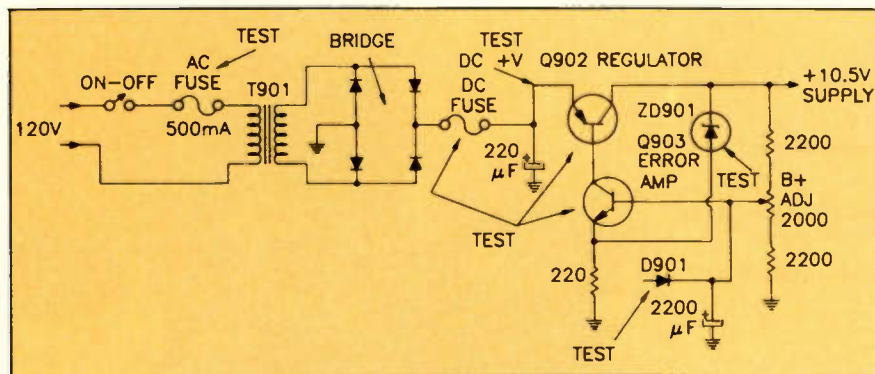 TEST
AC
FUSE
BRIDGE
TEST
DC +V
Q902 REGULATOR
ON-OFF
T901
DC
FUSE
+10.5V
SUPPLY
120V
500mA
ZD901
Q903
ERROR
AMP
2200
220
µF
TEST
B+
ADJ
2000
TEST
220
D901
2200
2200
µF
TEST